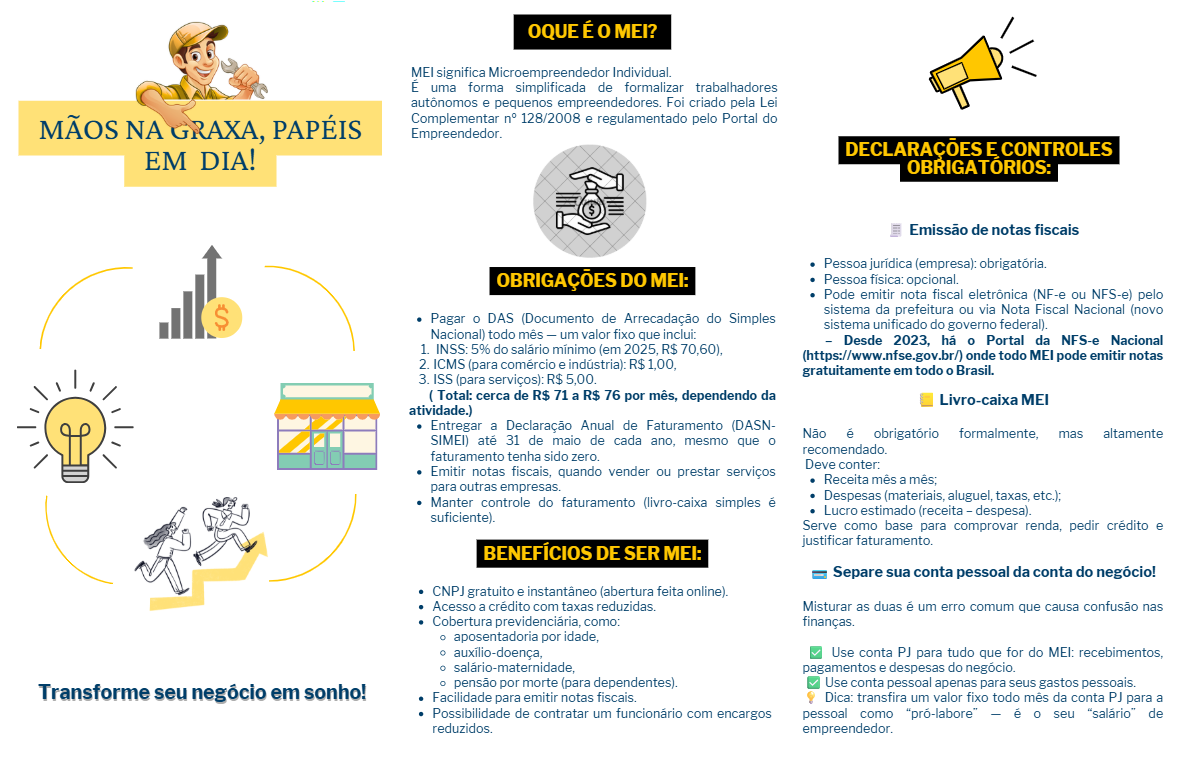 MÃOS NA GRAXA, PAPÉIS
EM DIA!
Transforme seu negócio em sonho!
OQUE É O MEI?
MEI significa Microempreendedor Individual.
É uma forma simplificada de formalizar trabalhadores
autônomos e pequenos empreendedores. Foi criado pela Lei
Complementar nº 128/2008 e regulamentado pelo Portal do
Empreendedor.
OBRIGAÇÕES DO MEI:
• Pagar o DAS (Documento de Arrecadação do Simples
Nacional) todo mês — um valor fixo que inclui:
1. INSS: 5% do salário mínimo (em 2025, R$ 70,60),
2. ICMS (para comércio e indústria): R$ 1,00,
3. ISS (para serviços): R$ 5,00.
( Total: cerca de R$ 71 a R$ 76 por mês, dependendo da
atividade.)
• Entregar a Declaração Anual de Faturamento (DASN-
SIMEI) até 31 de maio de cada ano, mesmo que o
faturamento tenha sido zero.
• Emitir notas fiscais, quando vender ou prestar serviços
para outras empresas.
• Manter controle do faturamento (livro-caixa simples é
suficiente).
BENEFÍCIOS DE SER MEI:
• CNPJ gratuito e instantâneo (abertura feita online).
• Acesso a crédito com taxas reduzidas.
• Cobertura previdenciária, como:
◦ aposentadoria por idade,
◦ auxílio-doença,
◦ salário-maternidade,
◦ pensão por morte (para dependentes).
• Facilidade para emitir notas fiscais.
• Possibilidade de contratar um funcionário com encargos
reduzidos.
DECLARAÇÕES E CONTROLES
OBRIGATÓRIOS:
🧾 Emissão de notas fiscais
• Pessoa jurídica (empresa): obrigatória.
• Pessoa física: opcional.
• Pode emitir nota fiscal eletrônica (NF-e ou NFS-e) pelo
sistema da prefeitura ou via Nota Fiscal Nacional (novo
sistema unificado do governo federal).
– Desde 2023, há o Portal da NFS-e Nacional
(https://www.nfse.gov.br/) onde todo MEI pode emitir notas
gratuitamente em todo o Brasil.
📒 Livro-caixa MEI
Não é obrigatório formalmente, mas altamente
recomendado.
Deve conter:
• Receita mês a mês;
• Despesas (materiais, aluguel, taxas, etc.);
• Lucro estimado (receita – despesa).
Serve como base para comprovar renda, pedir crédito e
justificar faturamento.
💳 Separe sua conta pessoal da conta do negócio!
Misturar as duas é um erro comum que causa confusão nas
finanças.
✅ Use conta PJ para tudo que for do MEI: recebimentos,
pagamentos e despesas do negócio.
✅ Use conta pessoal apenas para seus gastos pessoais.
💡 Dica: transfira um valor fixo todo mês da conta PJ para a
pessoal como “pró-labore” — é o seu “salário” de
empreendedor.